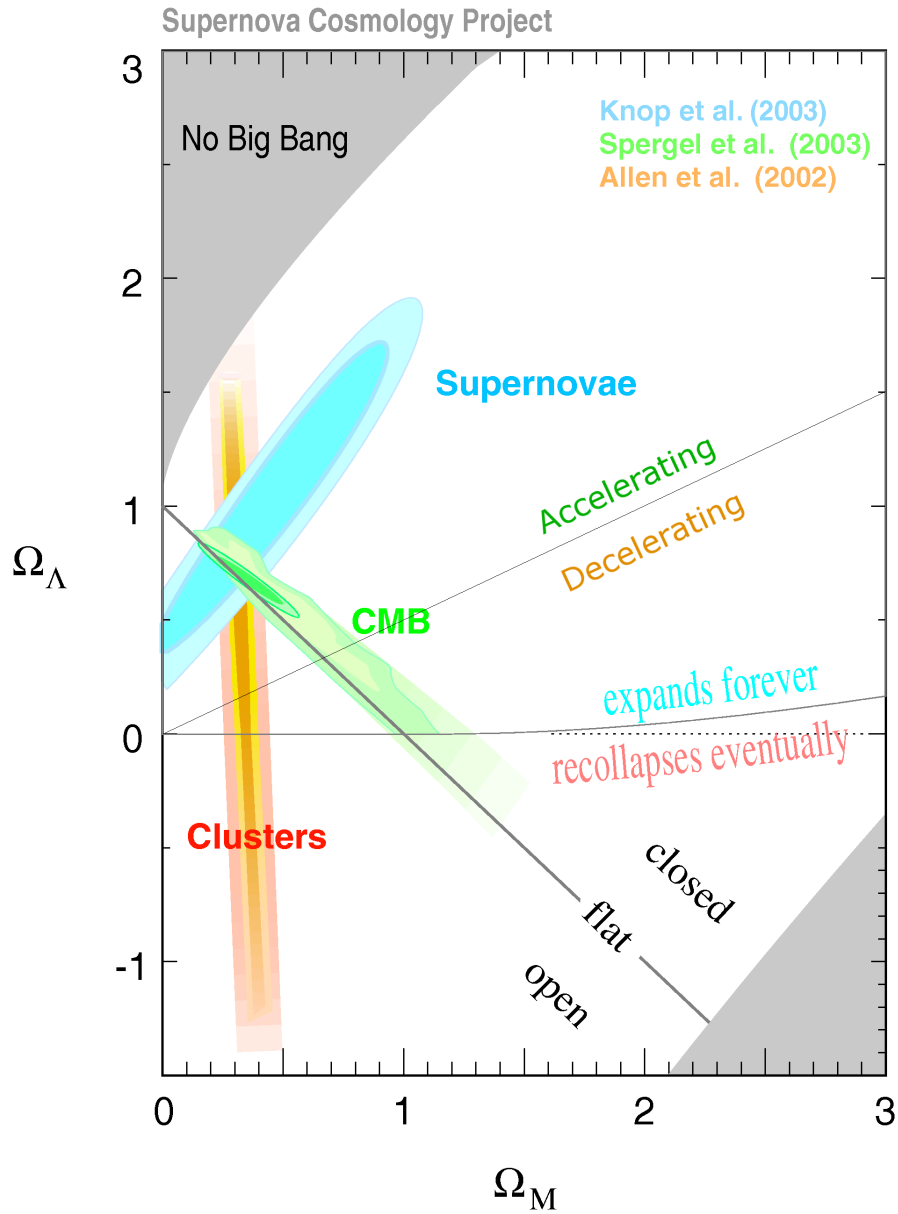 Supernova Cosmology Project
3
No Big Bang
Knop et al. (2003)
Spergel et al. (2003)
Allen et al. (2002)
2
Supernovae
Accelerating
1
Decelerating
Ω_Λ
CMB
expands forever
0
recollapses eventually
Clusters
closed
flat
-1
open
0 1 2 3
Ω_M